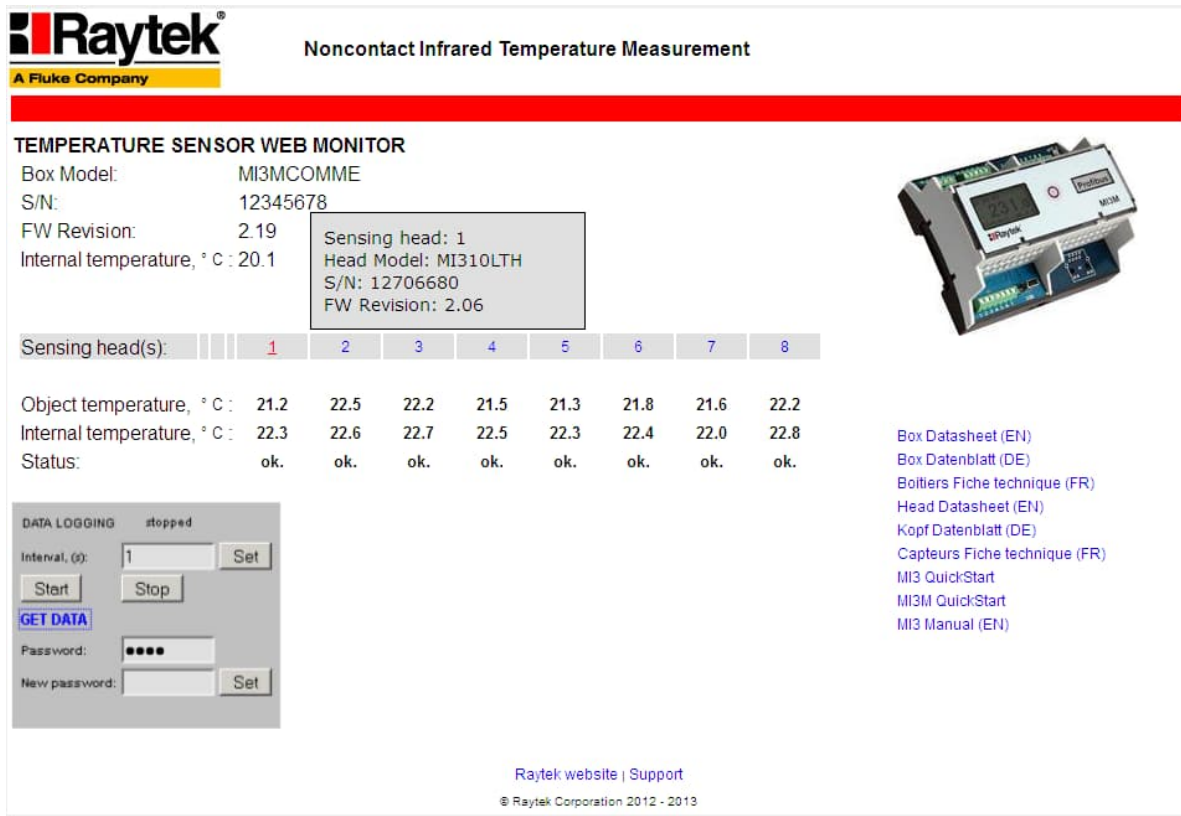 Raytek®
A Fluke Company
Noncontact Infrared Temperature Measurement
TEMPERATURE SENSOR WEB MONITOR
Box Model: MI3MCOMME
S/N: 12345678
FW Revision: 2.19
Internal temperature, °C : 20.1
Sensing head: 1
Head Model: MI310LTH
S/N: 12706680
FW Revision: 2.06
Profibus
MI3M
231
Raytek
Sensing head(s): 1 2 3 4 5 6 7 8
Object temperature, °C : 21.2 22.5 22.2 21.5 21.3 21.8 21.6 22.2
Internal temperature, °C : 22.3 22.6 22.7 22.5 22.3 22.4 22.0 22.8
Status: ok. ok. ok. ok. ok. ok. ok. ok.
Box Datasheet (EN)
Box Datenblatt (DE)
Boîtiers Fiche technique (FR)
Head Datasheet (EN)
Kopf Datenblatt (DE)
Capteurs Fiche technique (FR)
MI3 QuickStart
MI3M QuickStart
MI3 Manual (EN)
DATA LOGGING stopped
Interval, (s): 1 Set
Start Stop
GET DATA
Password: ●●●●
New password: Set
Raytek website | Support
© Raytek Corporation 2012 - 2013